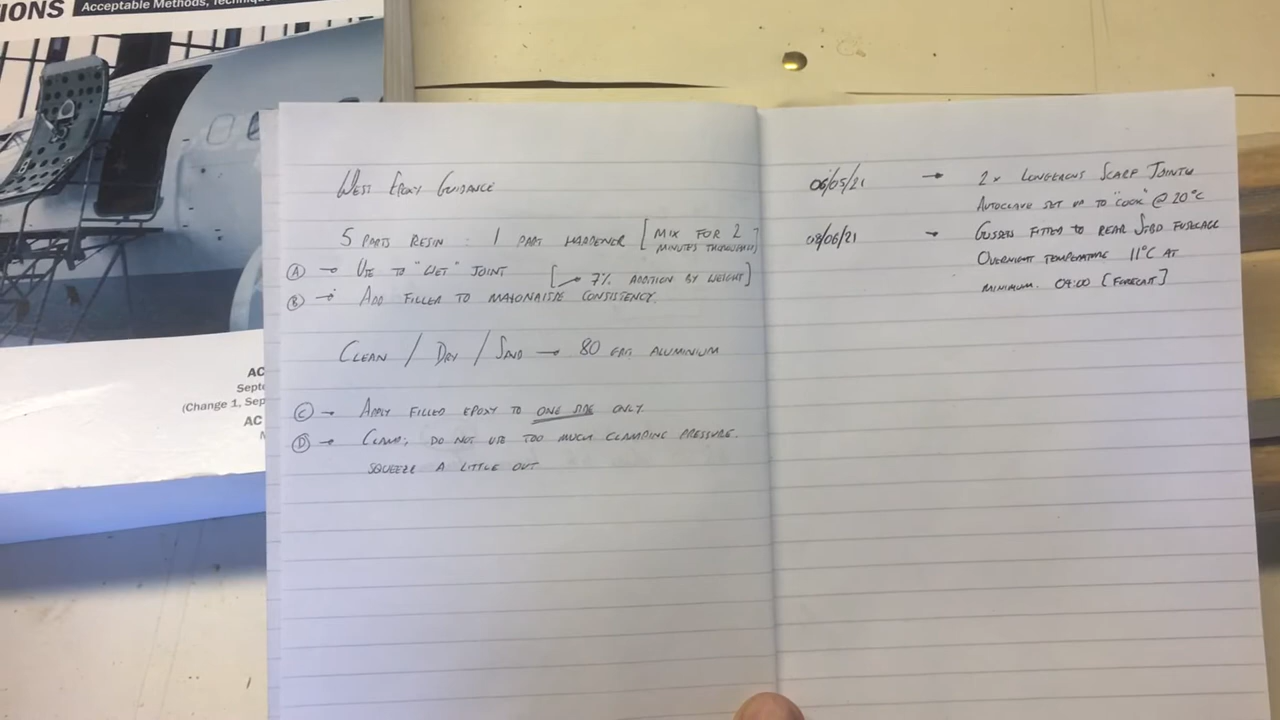 IONS
Acceptable Methods, Technique
AC
Septe
(Change 1, Sep
AC
WEST EPOXY GUIDANCE
5 PARTS RESIN : 1 PART HARDENER [MIX FOR 2
MINUTES THOROUGHLY]
(A) → USE TO "WET" JOINT [→ 7% ADDITION BY WEIGHT]
(B) → ADD FILLER TO MAYONAISSE CONSISTENCY.
CLEAN / DRY / SAND → 80 GRIT ALUMINIUM
(C) → APPLY FILLED EPOXY TO ONE SIDE ONLY.
(D) → CLAMP; DO NOT USE TOO MUCH CLAMPING PRESSURE.
SQUEEZE A LITTLE OUT
06/05/21 → 2x LONGERONS SCARF JOINTED
AUTOCLAVE SET UP TO "COOK" @ 20°C
08/06/21 → GUSSETS FITTED TO REAR STBD FUSELAGE
OVERNIGHT TEMPERATURE 11°C AT
MINIMUM. 04:00 [FORECAST]